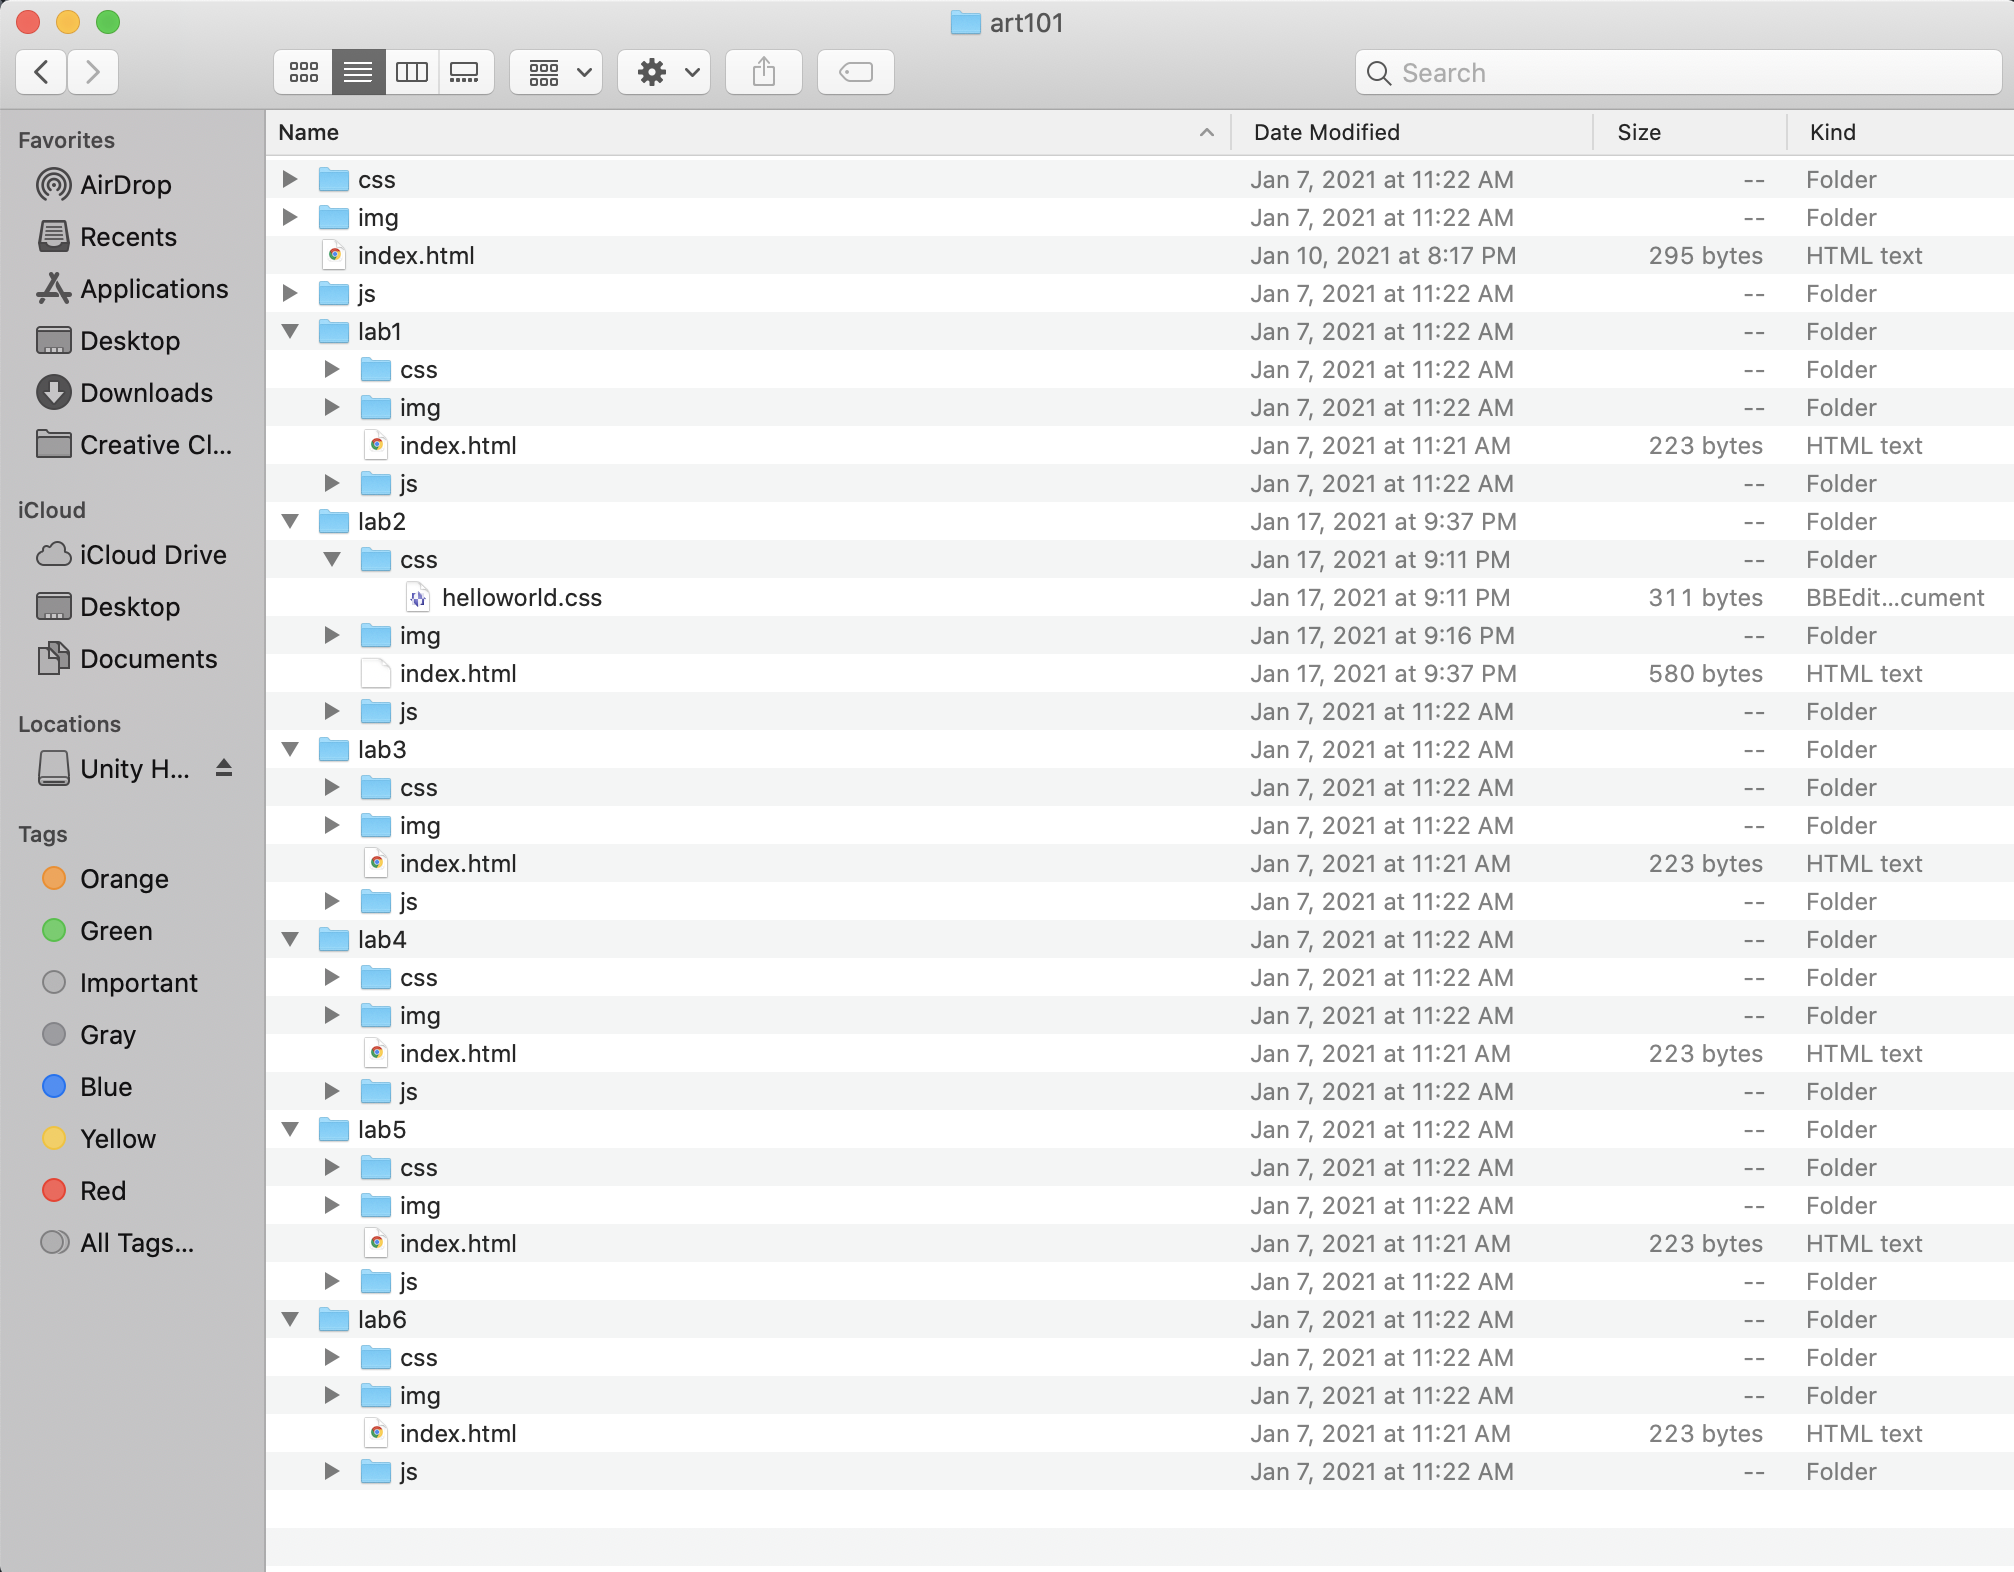 art101
Search
Favorites
AirDrop
Recents
Applications
Desktop
Downloads
Creative Cl...
iCloud
iCloud Drive
Desktop
Documents
Locations
Unity H...
Tags
Orange
Green
Important
Gray
Blue
Yellow
Red
All Tags...
Name Date Modified Size Kind
css Jan 7, 2021 at 11:22 AM -- Folder
img Jan 7, 2021 at 11:22 AM -- Folder
index.html Jan 10, 2021 at 8:17 PM 295 bytes HTML text
js Jan 7, 2021 at 11:22 AM -- Folder
lab1 Jan 7, 2021 at 11:22 AM -- Folder
css Jan 7, 2021 at 11:22 AM -- Folder
img Jan 7, 2021 at 11:22 AM -- Folder
index.html Jan 7, 2021 at 11:21 AM 223 bytes HTML text
js Jan 7, 2021 at 11:22 AM -- Folder
lab2 Jan 17, 2021 at 9:37 PM -- Folder
css Jan 17, 2021 at 9:11 PM -- Folder
helloworld.css Jan 17, 2021 at 9:11 PM 311 bytes BBEdit...cument
img Jan 17, 2021 at 9:16 PM -- Folder
index.html Jan 17, 2021 at 9:37 PM 580 bytes HTML text
js Jan 7, 2021 at 11:22 AM -- Folder
lab3 Jan 7, 2021 at 11:22 AM -- Folder
css Jan 7, 2021 at 11:22 AM -- Folder
img Jan 7, 2021 at 11:22 AM -- Folder
index.html Jan 7, 2021 at 11:21 AM 223 bytes HTML text
js Jan 7, 2021 at 11:22 AM -- Folder
lab4 Jan 7, 2021 at 11:22 AM -- Folder
css Jan 7, 2021 at 11:22 AM -- Folder
img Jan 7, 2021 at 11:22 AM -- Folder
index.html Jan 7, 2021 at 11:21 AM 223 bytes HTML text
js Jan 7, 2021 at 11:22 AM -- Folder
lab5 Jan 7, 2021 at 11:22 AM -- Folder
css Jan 7, 2021 at 11:22 AM -- Folder
img Jan 7, 2021 at 11:22 AM -- Folder
index.html Jan 7, 2021 at 11:21 AM 223 bytes HTML text
js Jan 7, 2021 at 11:22 AM -- Folder
lab6 Jan 7, 2021 at 11:22 AM -- Folder
css Jan 7, 2021 at 11:22 AM -- Folder
img Jan 7, 2021 at 11:22 AM -- Folder
index.html Jan 7, 2021 at 11:21 AM 223 bytes HTML text
js Jan 7, 2021 at 11:22 AM -- Folder